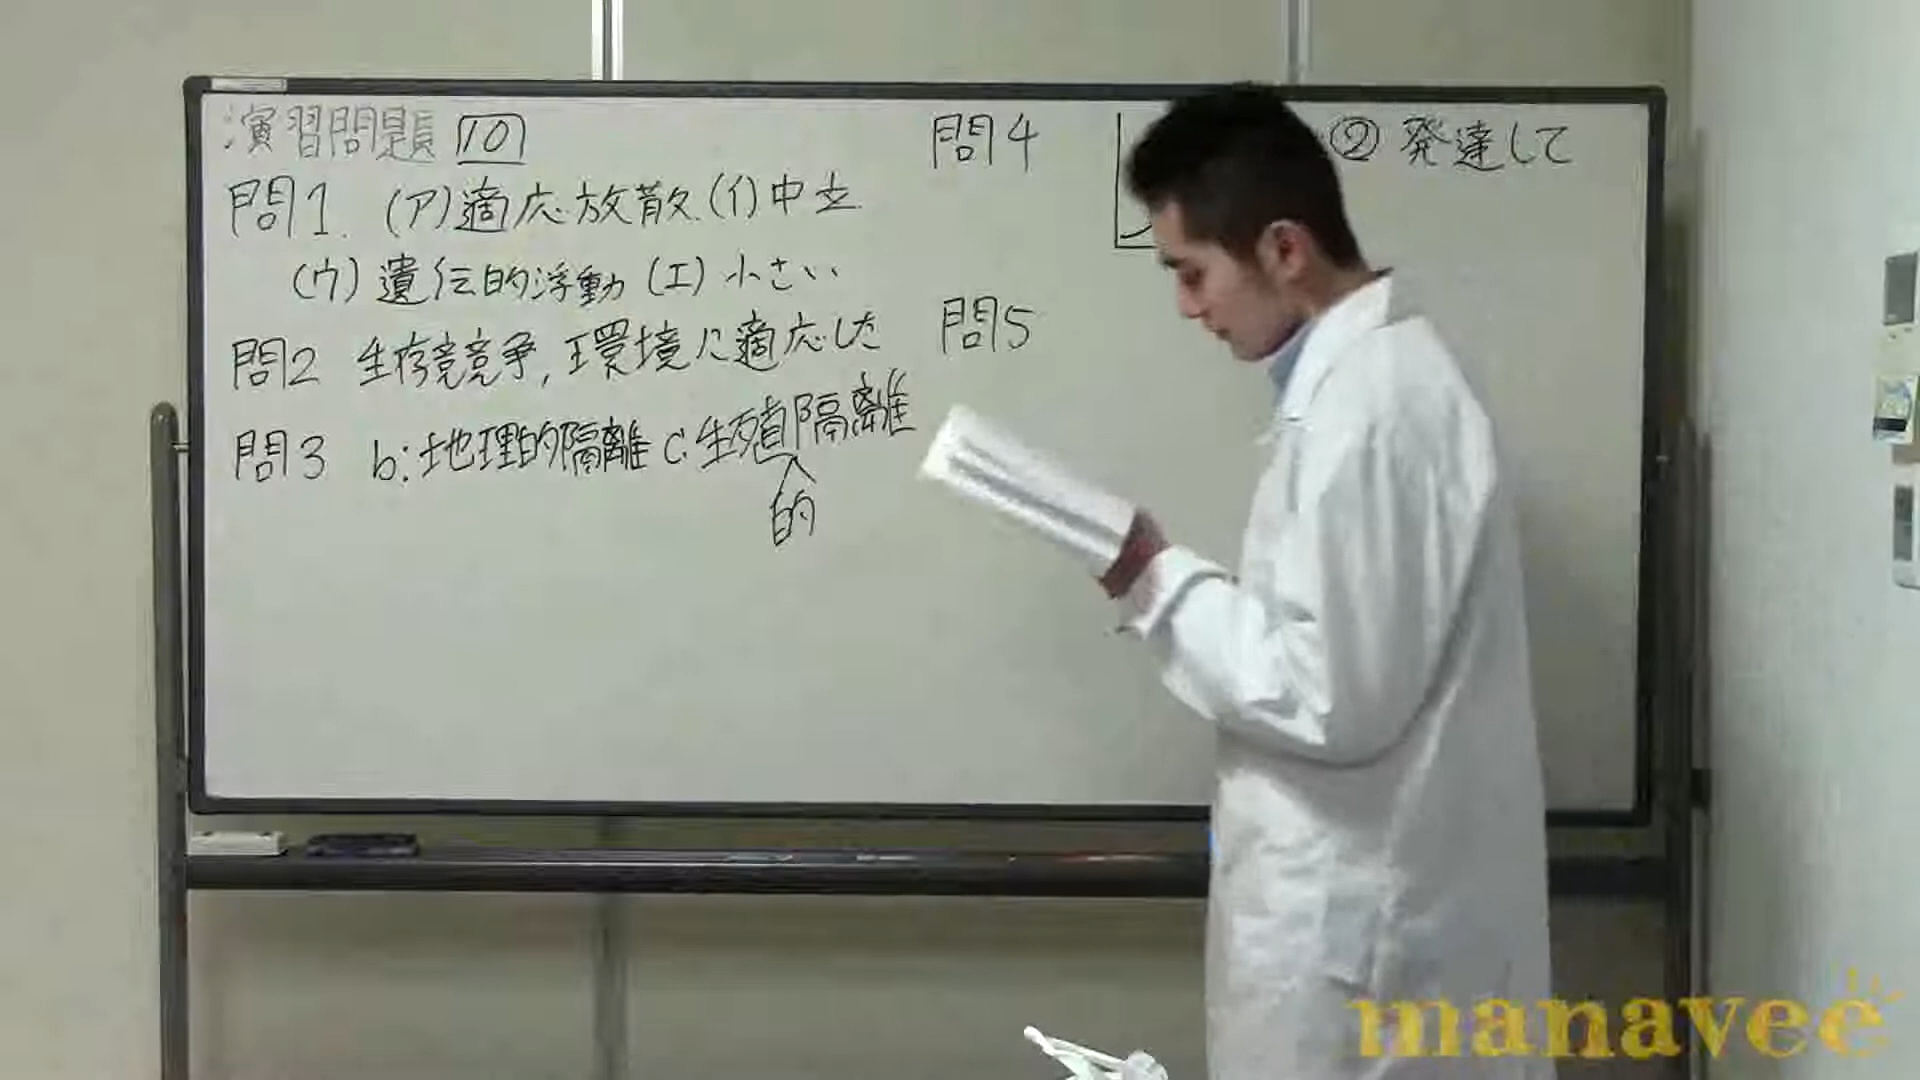 演習問題 10
問1. (ア)適応放散 (イ)中立
(ウ)遺伝的浮動 (エ)小さい
問2 生存競争, 環境に適応した
問3 b:地理的隔離 c:生殖隔離
的
問4
② 発達して
問5
manavee